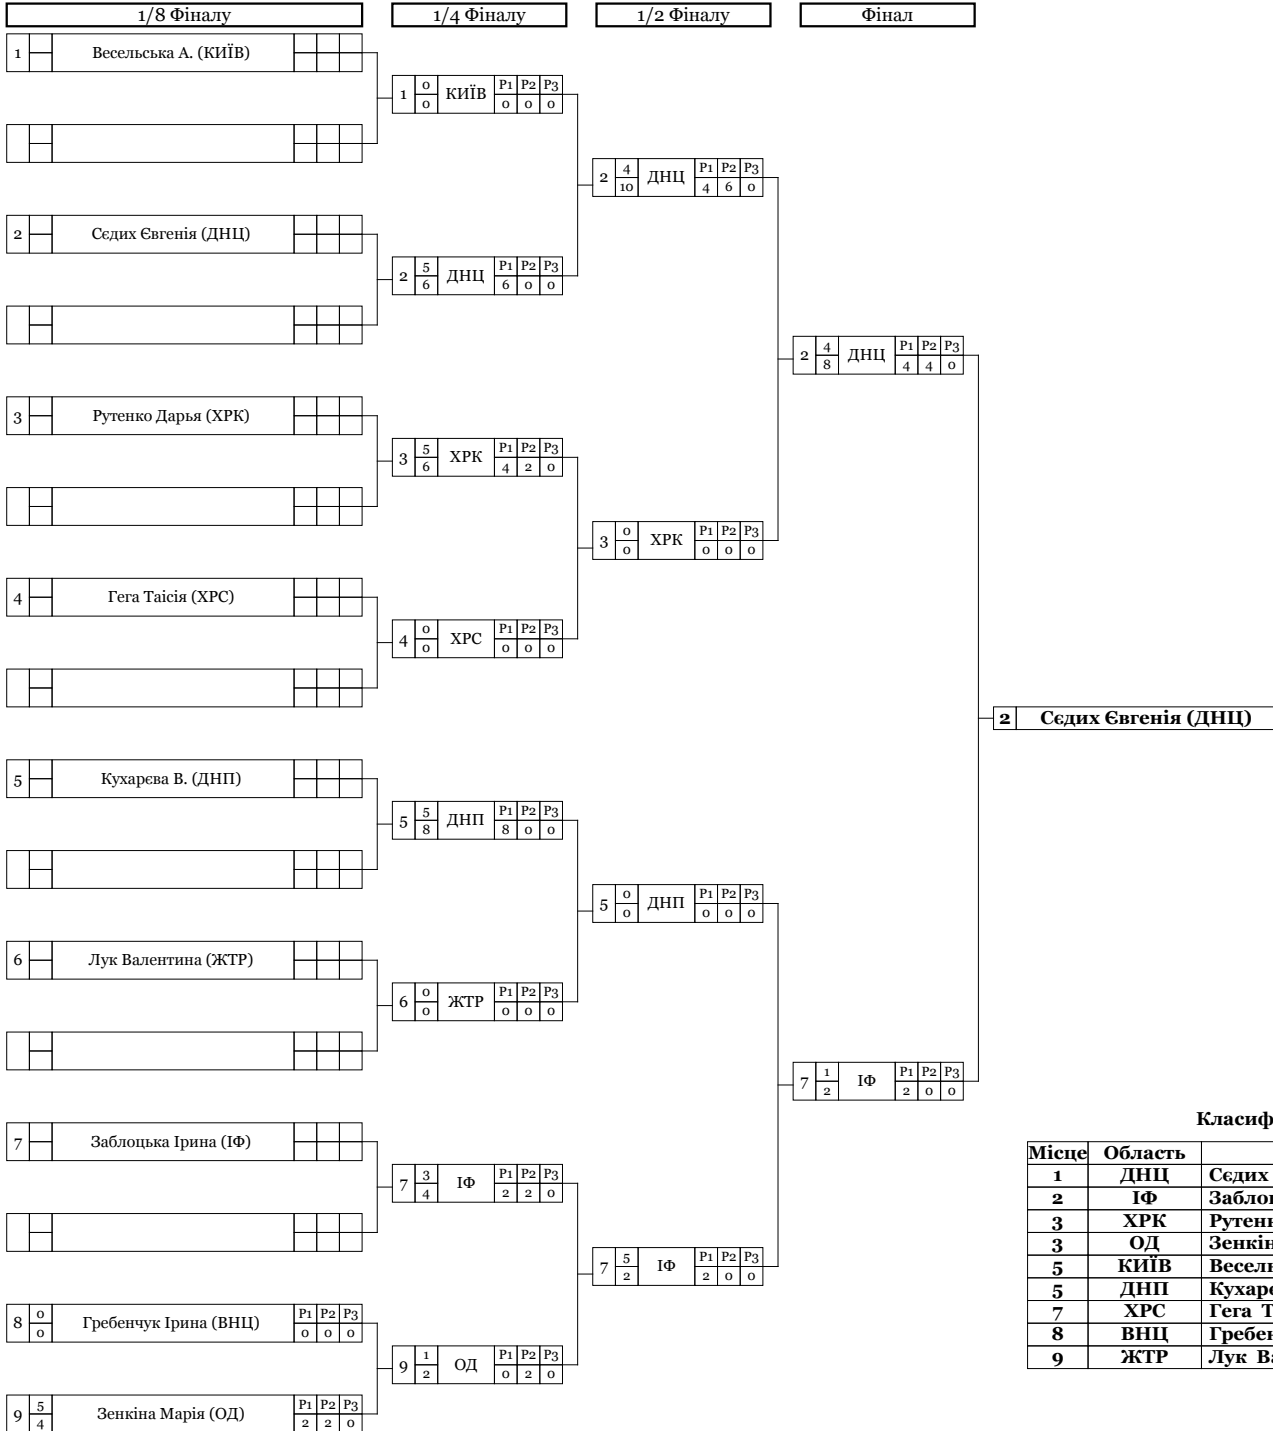 1/8 Фіналу 1/4 Фіналу 1/2 Фіналу Фінал
1 Весельська А. (КИЇВ)
1 0 КИЇВ P1 P2 P3
0 0 0 0
2 4 ДНЦ P1 P2 P3
10 4 6 0
2 Сєдих Євгенія (ДНЦ)
2 5 ДНЦ P1 P2 P3
6 6 0 0
2 4 ДНЦ P1 P2 P3
8 4 4 0
3 Рутенко Дарья (ХРК)
3 5 ХРК P1 P2 P3
6 4 2 0
3 0 ХРК P1 P2 P3
0 0 0 0
4 Гега Таісія (ХРС)
4 0 ХРС P1 P2 P3
0 0 0 0
2 Сєдих Євгенія (ДНЦ)
5 Кухарєва В. (ДНП)
5 5 ДНП P1 P2 P3
8 8 0 0
5 0 ДНП P1 P2 P3
0 0 0 0
6 Лук Валентина (ЖТР)
6 0 ЖТР P1 P2 P3
0 0 0 0
7 1 ІФ P1 P2 P3
2 2 0 0
7 Заблоцька Ірина (ІФ)
7 3 ІФ P1 P2 P3
4 2 2 0
7 5 ІФ P1 P2 P3
2 2 0 0
8 0 Гребенчук Ірина (ВНЦ) P1 P2 P3
0 0 0 0
9 1 ОД P1 P2 P3
2 0 2 0
9 5 Зенкіна Марія (ОД) P1 P2 P3
4 2 2 0
Класиф
Місце Область
1 ДНЦ Сєдих
2 ІФ
3 ХРК
3 ОД
5 КИЇВ
5 ДНП
7 ХРС Гега
8 ВНЦ
9 ЖТР Лук